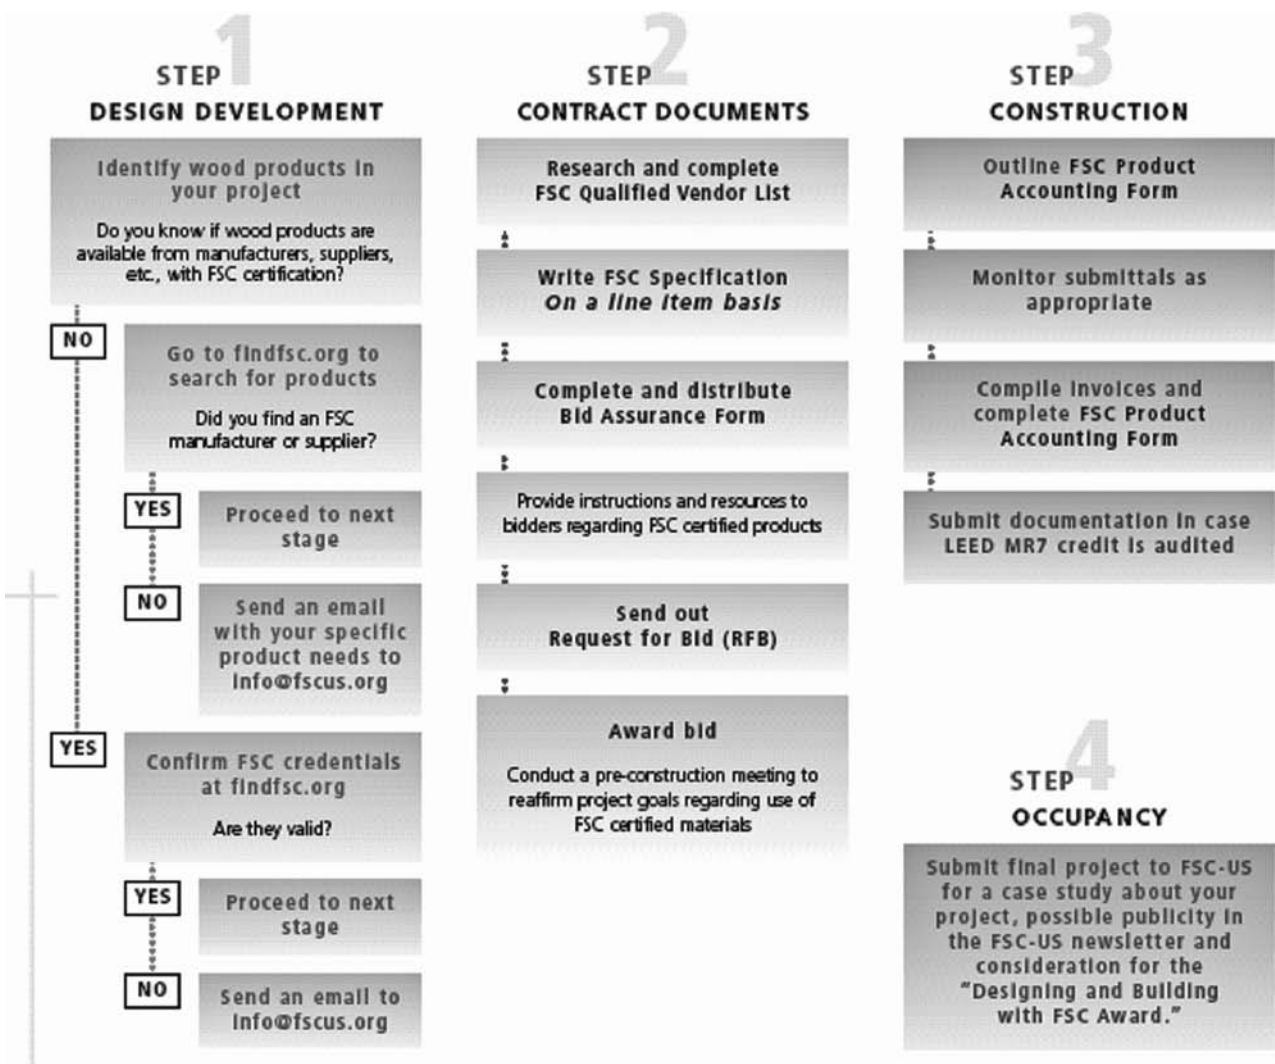 1
STEP
DESIGN DEVELOPMENT
Identify wood products in
your project
Do you know if wood products are
available from manufacturers, suppliers,
etc., with FSC certification?
NO
Go to findfsc.org to
search for products
Did you find an FSC
manufacturer or supplier?
YES
Proceed to next
stage
NO
Send an email
with your specific
product needs to
info@fscus.org
YES
Confirm FSC credentials
at findfsc.org
Are they valid?
YES
Proceed to next
stage
NO
Send an email to
info@fscus.org
2
STEP
CONTRACT DOCUMENTS
Research and complete
FSC Qualified Vendor List
Write FSC Specification
On a line item basis
Complete and distribute
Bid Assurance Form
Provide instructions and resources to
bidders regarding FSC certified products
Send out
Request for Bid (RFB)
Award bid
Conduct a pre-construction meeting to
reaffirm project goals regarding use of
FSC certified materials
3
STEP
CONSTRUCTION
Outline FSC Product
Accounting Form
Monitor submittals as
appropriate
Compile invoices and
complete FSC Product
Accounting Form
Submit documentation in case
LEED MR7 credit is audited
4
STEP
OCCUPANCY
Submit final project to FSC-US
for a case study about your
project, possible publicity in
the FSC-US newsletter and
consideration for the
"Designing and Building
with FSC Award."